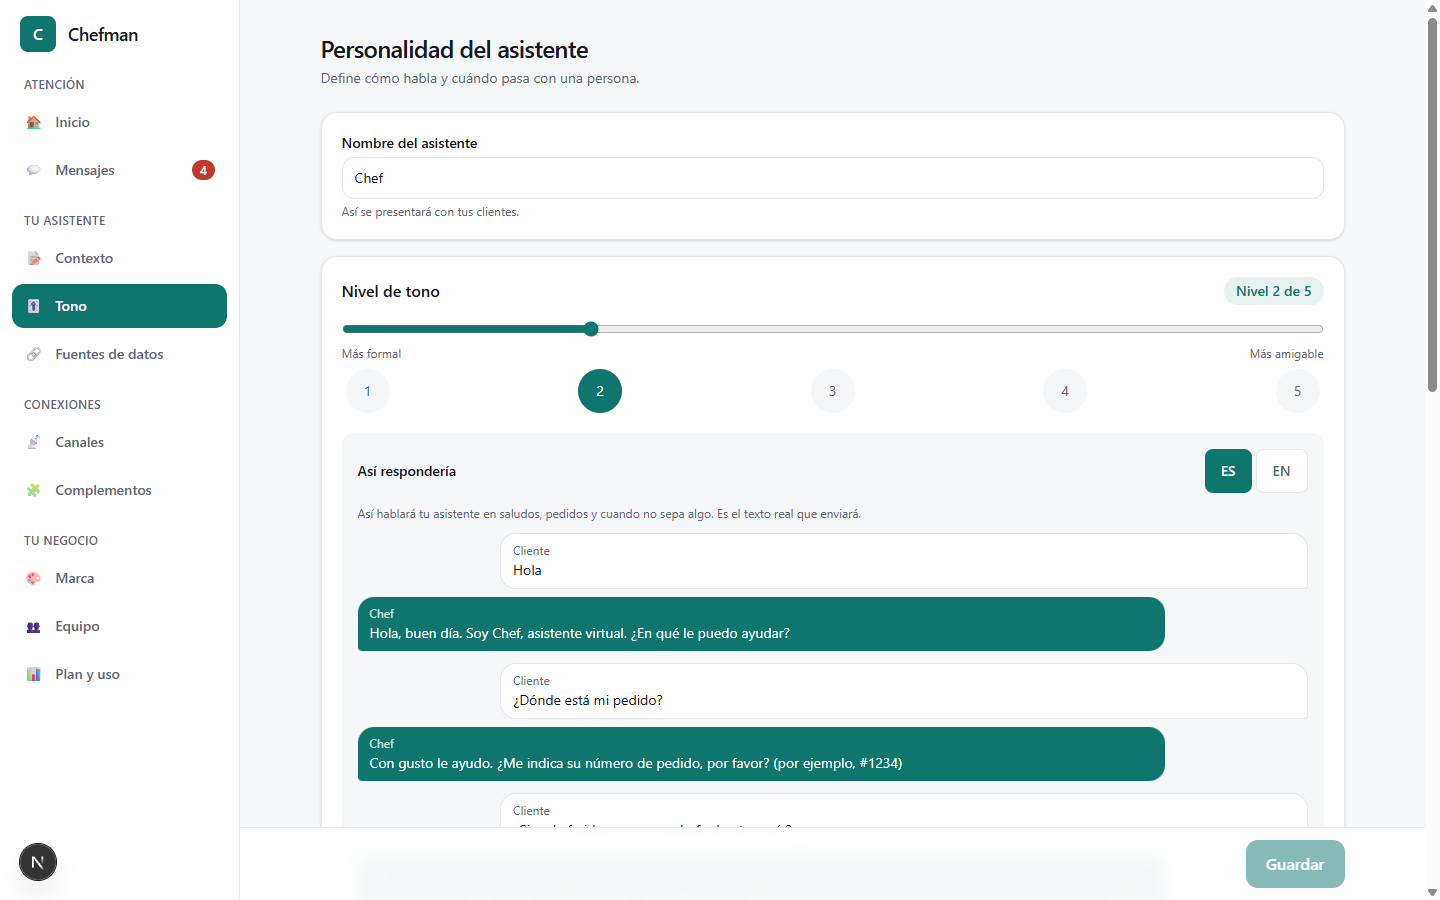 C
Chefman
ATENCIÓN
Inicio
Mensajes
4
TU ASISTENTE
Contexto
Tono
Fuentes de datos
CONEXIONES
Canales
Complementos
TU NEGOCIO
Marca
Equipo
Plan y uso
N
Personalidad del asistente
Define cómo habla y cuándo pasa con una persona.
Nombre del asistente
Chef
Así se presentará con tus clientes.
Nivel de tono
Nivel 2 de 5
Más formal
Más amigable
1
2
3
4
5
Así respondería
ES
EN
Así hablará tu asistente en saludos, pedidos y cuando no sepa algo. Es el texto real que enviará.
Cliente
Hola
Chef
Hola, buen día. Soy Chef, asistente virtual. ¿En qué le puedo ayudar?
Cliente
¿Dónde está mi pedido?
Chef
Con gusto le ayudo. ¿Me indica su número de pedido, por favor? (por ejemplo, #1234)
Cliente
Guardar